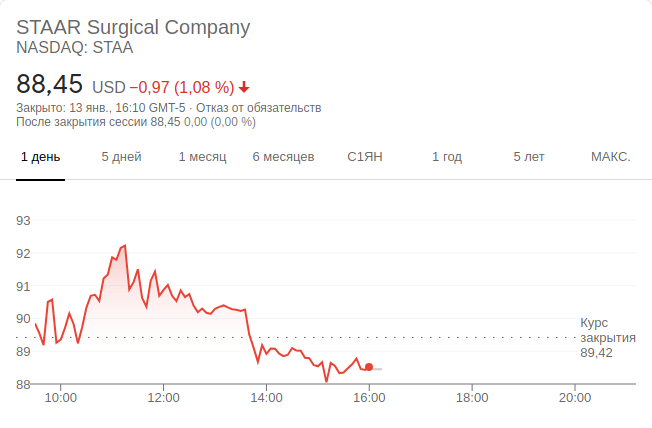 STAAR Surgical Company
NASDAQ: STAA
88,45 USD −0,97 (1,08 %)
Закрыто: 13 янв., 16:10 GMT-5 · Отказ от обязательств
После закрытия сессии 88,45 0,00 (0,00 %)
1 день 5 дней 1 месяц 6 месяцев С1ЯН 1 год 5 лет МАКС.
93
92
91
90
89
88
Курс
закрытия
89,42
10:00 12:00 14:00 16:00 18:00 20:00